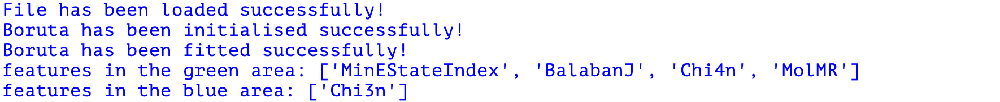 File has been loaded successfully!
Boruta has been initialised successfully!
Boruta has been fitted successfully!
features in the green area: ['MinEStateIndex', 'BalabanJ', 'Chi4n', 'MolMR']
features in the blue area: ['Chi3n']